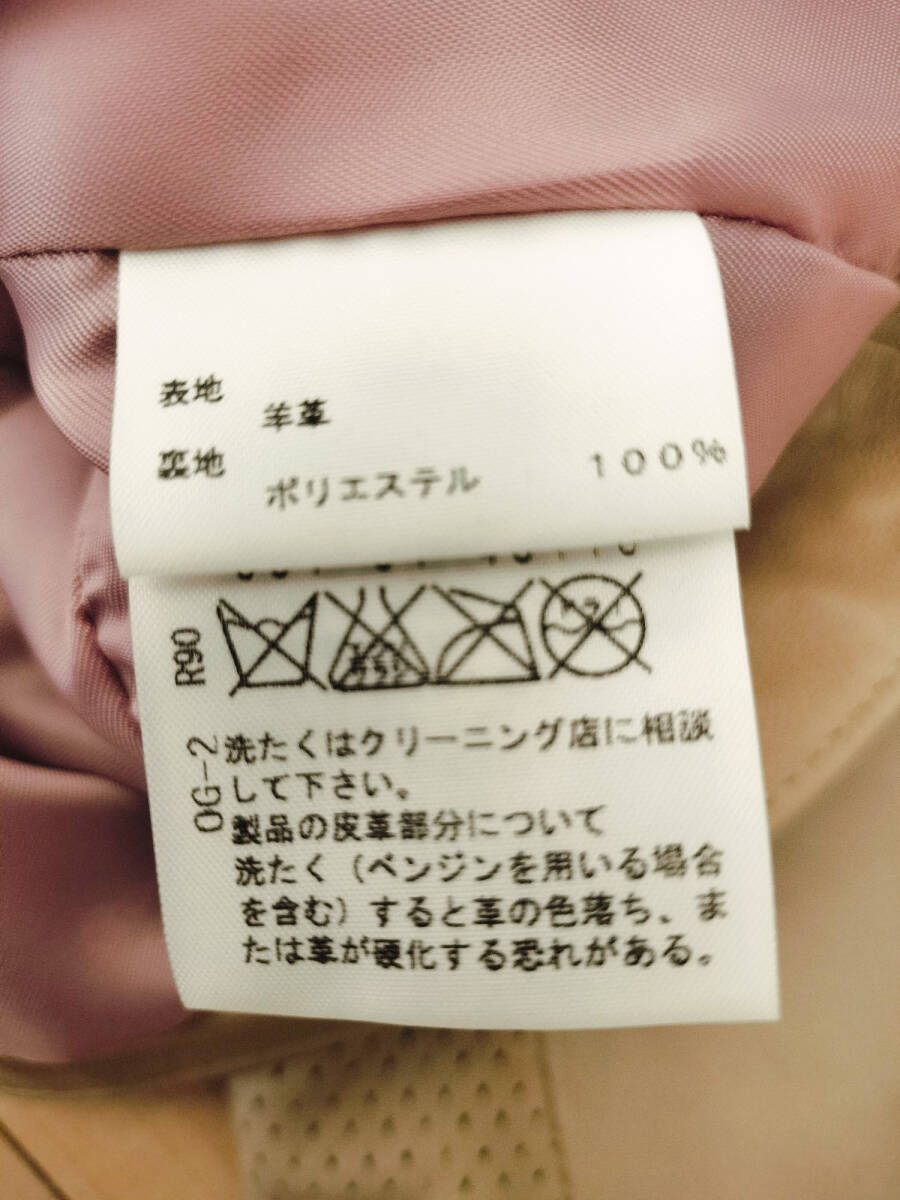 表地
羊革
裏地
ポリエステル 100%
R90
OG-2
洗たくはクリーニング店に相談
して下さい。
製品の皮革部分について
洗たく（ベンジンを用いる場合
を含む）すると革の色落ち、ま
たは革が硬化する恐れがある。